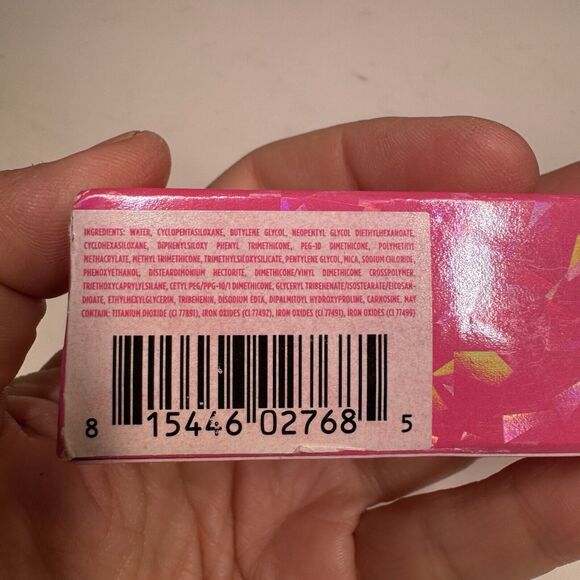 INGREDIENTS: WATER, CYCLOPENTASILOXANE, BUTYLENE GLYCOL, NEOPENTYL GLYCOL DIETHYLHEXANOATE,
CYCLOHEXASILOXANE, DIPHENYLSILOXY PHENYL TRIMETHICONE, PEG-10 DIMETHICONE, POLYMETHYL
METHACRYLATE, METHYL TRIMETHICONE, TRIMETHYLSILOXYSILICATE, PENTYLENE GLYCOL, MICA, SODIUM CHLORIDE,
PHENOXYETHANOL, DISTEARDIMONIUM HECTORITE, DIMETHICONE/VINYL DIMETHICONE CROSSPOLYMER,
TRIETHOXYCAPRYLYLSILANE, CETYL PEG/PPG-10/1 DIMETHICONE, GLYCERYL TRIBEHENATE/ISOSTEARATE/EICOSAN-
DIOATE, ETHYLHEXYLGLYCERIN, TRIBEHENIN, DISODIUM EDTA, DIPALMITOYL HYDROXYPROLINE, CARNOSINE, MAY
CONTAIN: TITANIUM DIOXIDE (CI 77891), IRON OXIDES (CI 77492), IRON OXIDES (CI 77491), IRON OXIDES (CI 77499)
8 15446 02768 5